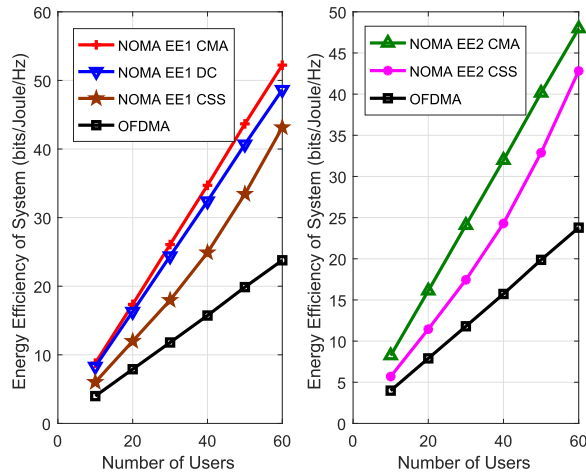 Energy Efficiency of System (bits/Joule/Hz)
60
50
40
30
20
10
0
NOMA EE1 CMA
NOMA EE1 DC
NOMA EE1 CSS
OFDMA
0
20
40
60
Number of Users
Energy Efficiency of System (bits/Joule/Hz)
50
45
40
35
30
25
20
15
10
5
0
NOMA EE2 CMA
NOMA EE2 CSS
OFDMA
0
20
40
60
Number of Users